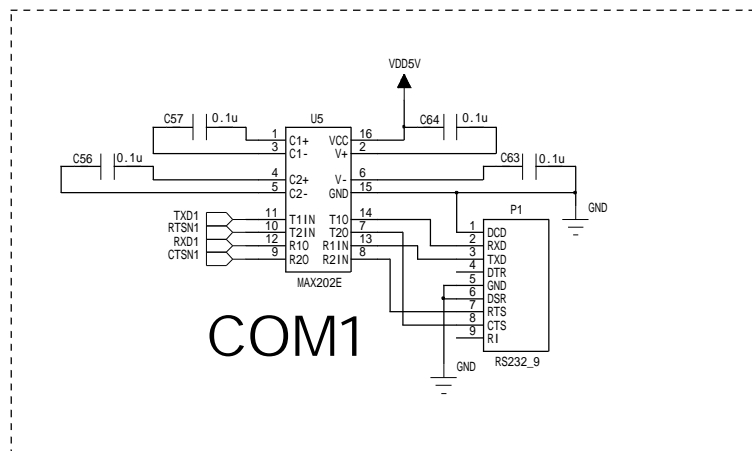 VDD5V
C57 0.1u
U5
C64 0.1u
1 C1+ VCC 16
3 C1- V+ 2
C56 0.1u
C63 0.1u
4 C2+ V- 6
5 C2- GND 15
P1
GND
TXD1 11 T1IN T1O 14
RTSN1 10 T2IN T2O 7
RXD1 12 R1O R1IN 13
CTSN1 9 R2O R2IN 8
MAX202E
1 DCD
2 RXD
3 TXD
4 DTR
5 GND
6 DSR
7 RTS
8 CTS
9 RI
COM1
GND
RS232_9